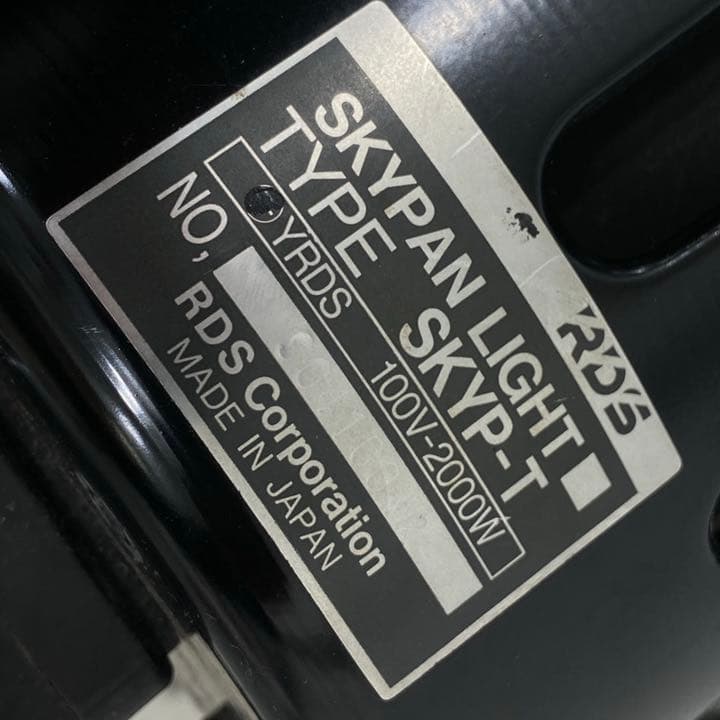 RDS
SKYPAN LIGHT
TYPE SKYP-T
YRDS 100V-2000W
NO,
RDS Corporation
MADE IN JAPAN